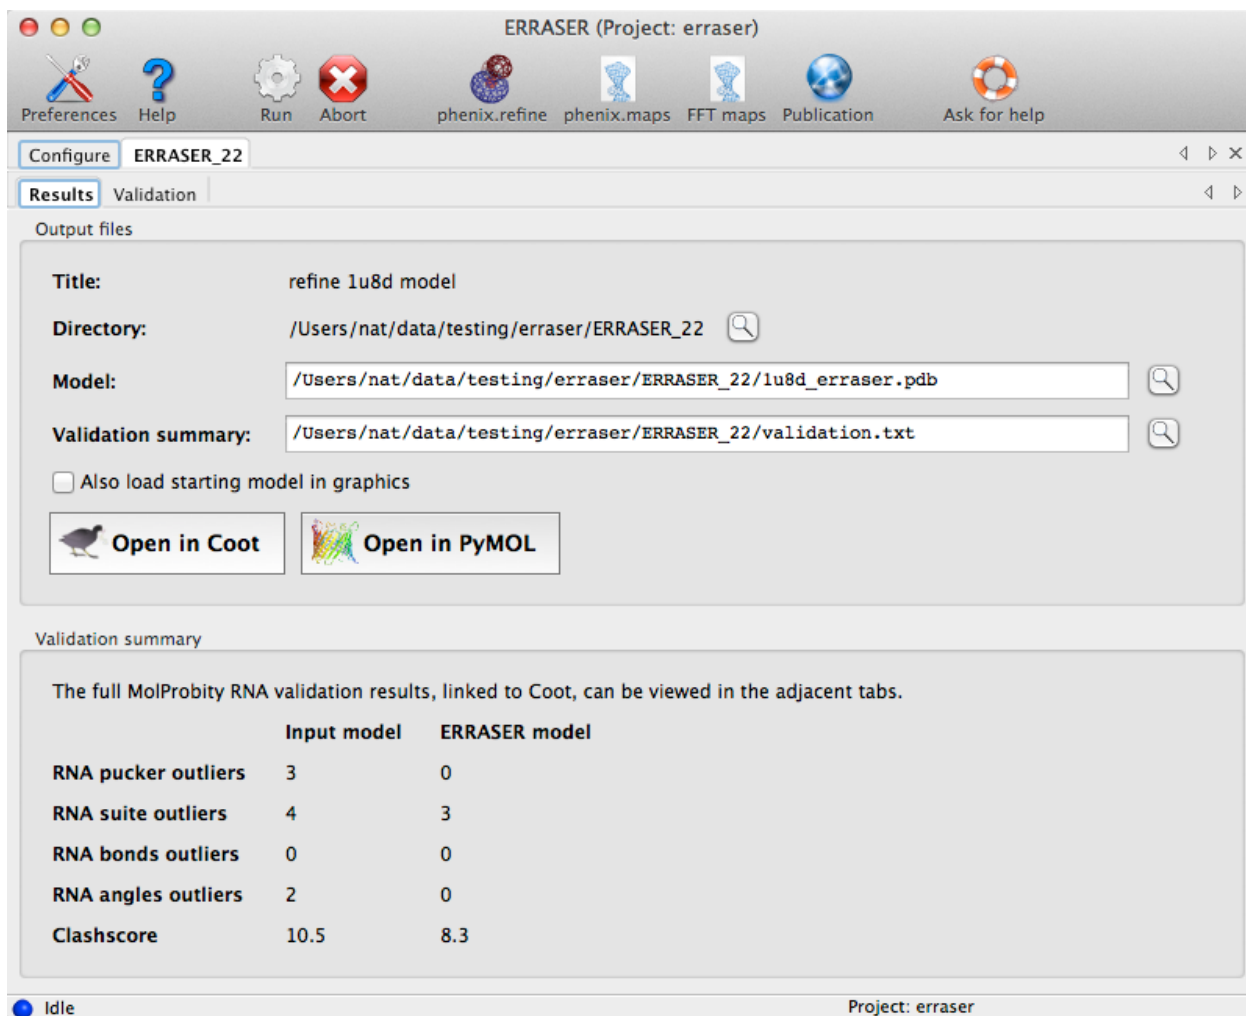 ERRASER (Project: erraser)
Preferences Help Run Abort phenix.refine phenix.maps FFT maps Publication Ask for help
Configure ERRASER_22
Results Validation
Output files
Title: refine 1u8d model
Directory: /Users/nat/data/testing/erraser/ERRASER_22
Model: /Users/nat/data/testing/erraser/ERRASER_22/1u8d_erraser.pdb
Validation summary: /Users/nat/data/testing/erraser/ERRASER_22/validation.txt
Also load starting model in graphics
Open in Coot Open in PyMOL
Validation summary
The full MolProbity RNA validation results, linked to Coot, can be viewed in the adjacent tabs.
Input model ERRASER model
RNA pucker outliers 3 0
RNA suite outliers 4 3
RNA bonds outliers 0 0
RNA angles outliers 2 0
Clashscore 10.5 8.3
Idle Project: erraser